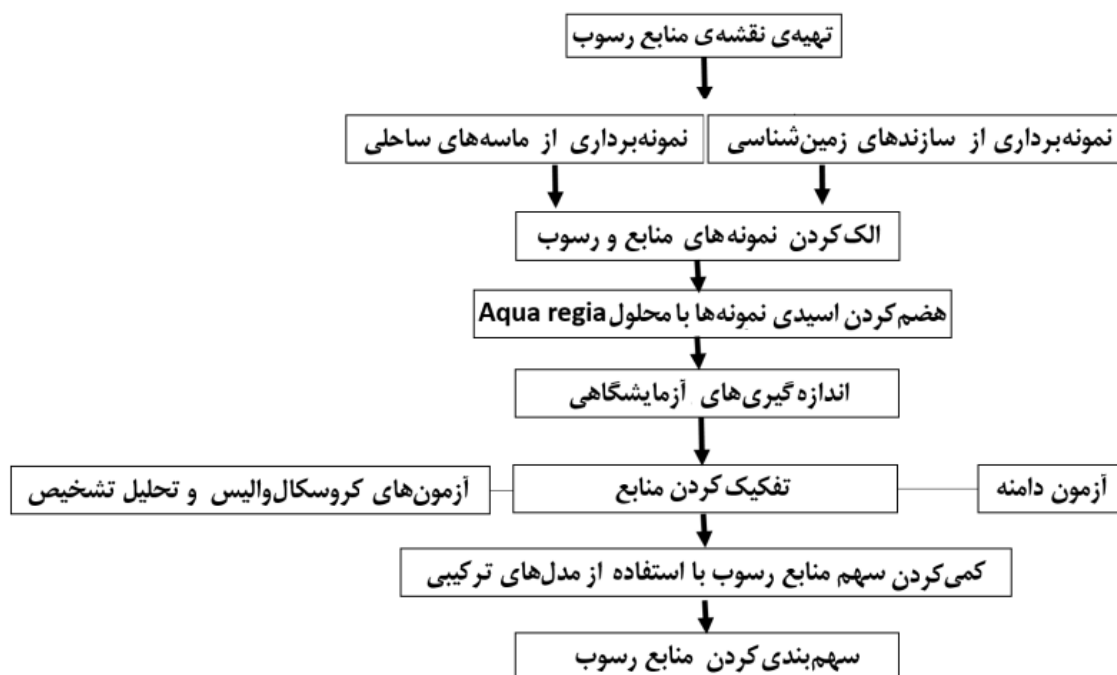 تهیه‌ی نقشه‌ی منابع رسوب
نمونه‌برداری از سازندهای زمین‌شناسی
نمونه‌برداری از ماسه‌های ساحلی
الک‌کردن نمونه‌های منابع و رسوب
هضم‌کردن اسیدی نمونه‌ها با محلول Aqua regia
اندازه‌گیری‌های آزمایشگاهی
آزمون دامنه
تفکیک‌کردن منابع
آزمون‌های کروسکال‌والیس و تحلیل تشخیص
کمی‌کردن سهم منابع رسوب با استفاده از مدل‌های ترکیبی
سهم‌بندی‌کردن منابع رسوب